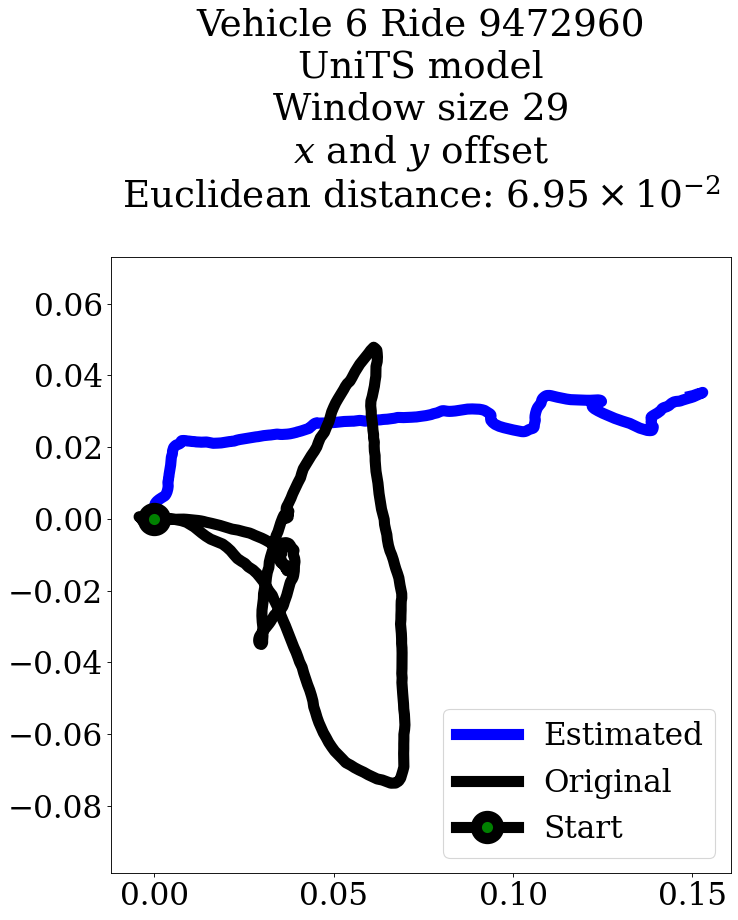 Vehicle 6 Ride 9472960
UniTS model
Window size 29
x and y offset
Euclidean distance: 6.95 × 10⁻²
0.06
0.04
0.02
0.00
−0.02
−0.04
−0.06
−0.08
Estimated
Original
Start
0.00 0.05 0.10 0.15